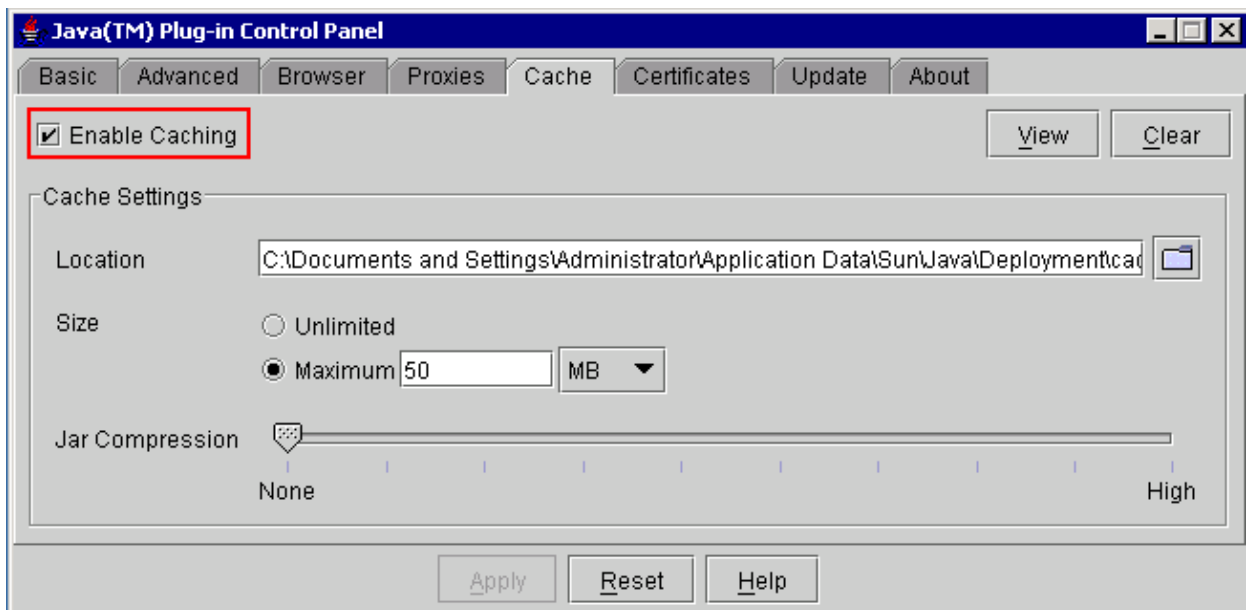 Java(TM) Plug-in Control Panel
Basic Advanced Browser Proxies Cache Certificates Update About
Enable Caching View Clear
Cache Settings
Location C:\Documents and Settings\Administrator\Application Data\Sun\Java\Deployment\cac
Size Unlimited
Maximum 50 MB
Jar Compression
None High
Apply Reset Help